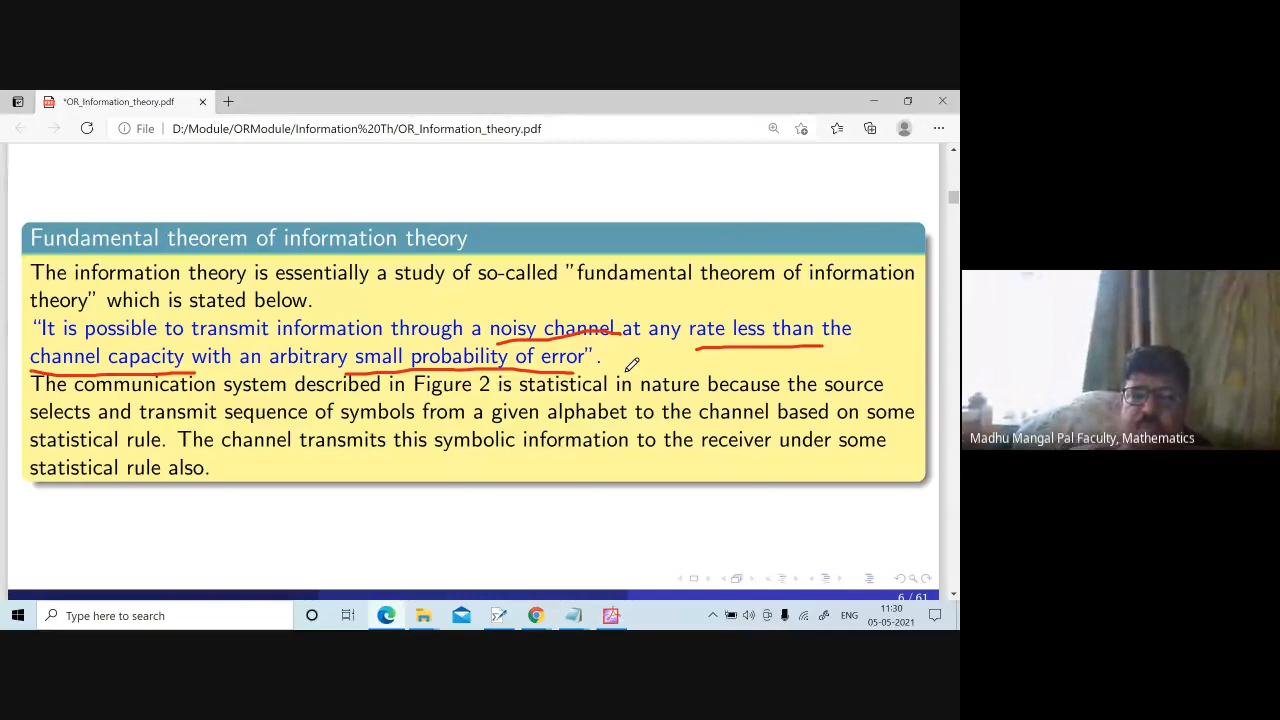 *OR_Information_theory.pdf
File D:/Module/ORModule/Information%20Th/OR_Information_theory.pdf
Fundamental theorem of information theory
The information theory is essentially a study of so-called "fundamental theorem of information
theory" which is stated below.
“It is possible to transmit information through a noisy channel at any rate less than the
channel capacity with an arbitrary small probability of error”.
The communication system described in Figure 2 is statistical in nature because the source
selects and transmit sequence of symbols from a given alphabet to the channel based on some
statistical rule. The channel transmits this symbolic information to the receiver under some
statistical rule also.
6 / 61
Type here to search
ENG
11:30
05-05-2021
Madhu Mangal Pal Faculty, Mathematics